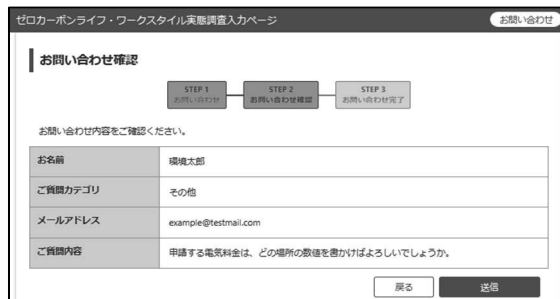 ゼロカーボンライフ・ワークスタイル実態調査入力ページ
お問い合わせ
お問い合わせ確認
STEP 1
お問い合わせ
STEP 2
お問い合わせ確認
STEP 3
お問い合わせ完了
お問い合わせ内容をご確認ください。
お名前 環境太郎
ご質問カテゴリ その他
メールアドレス example@testmail.com
ご質問内容 申請する電気料金は、どの場所の数値を書かけばよろしいでしょうか。
戻る 送信